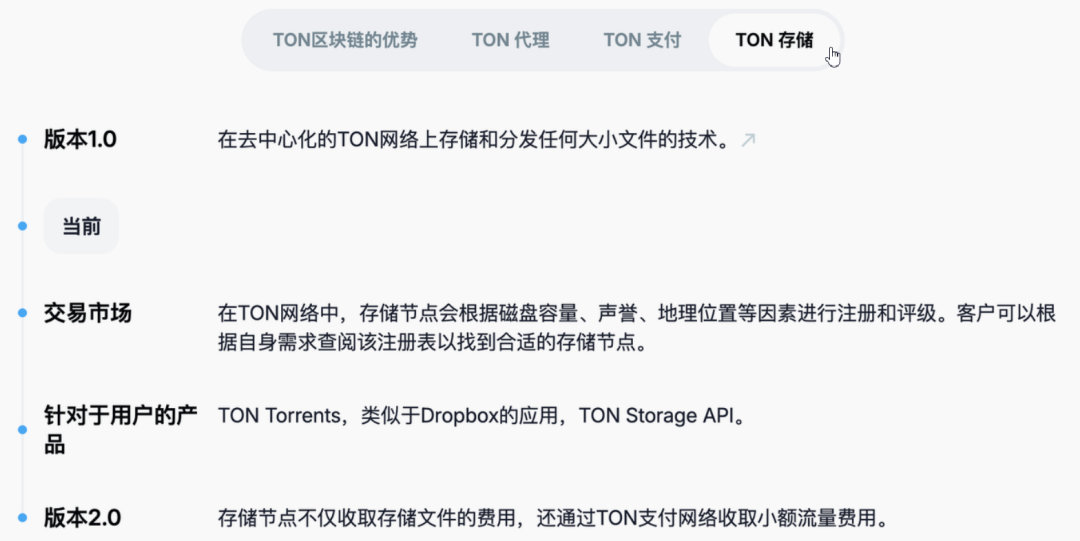 TON区块链的优势 TON 代理 TON 支付 TON 存储
版本1.0 在去中心化的TON网络上存储和分发任何大小文件的技术。
当前
交易市场 在TON网络中，存储节点会根据磁盘容量、声誉、地理位置等因素进行注册和评级。客户可以根
据自身需求查阅该注册表以找到合适的存储节点。
针对于用户的产 TON Torrents，类似于Dropbox的应用，TON Storage API。
品
版本2.0 存储节点不仅收取存储文件的费用，还通过TON支付网络收取小额流量费用。